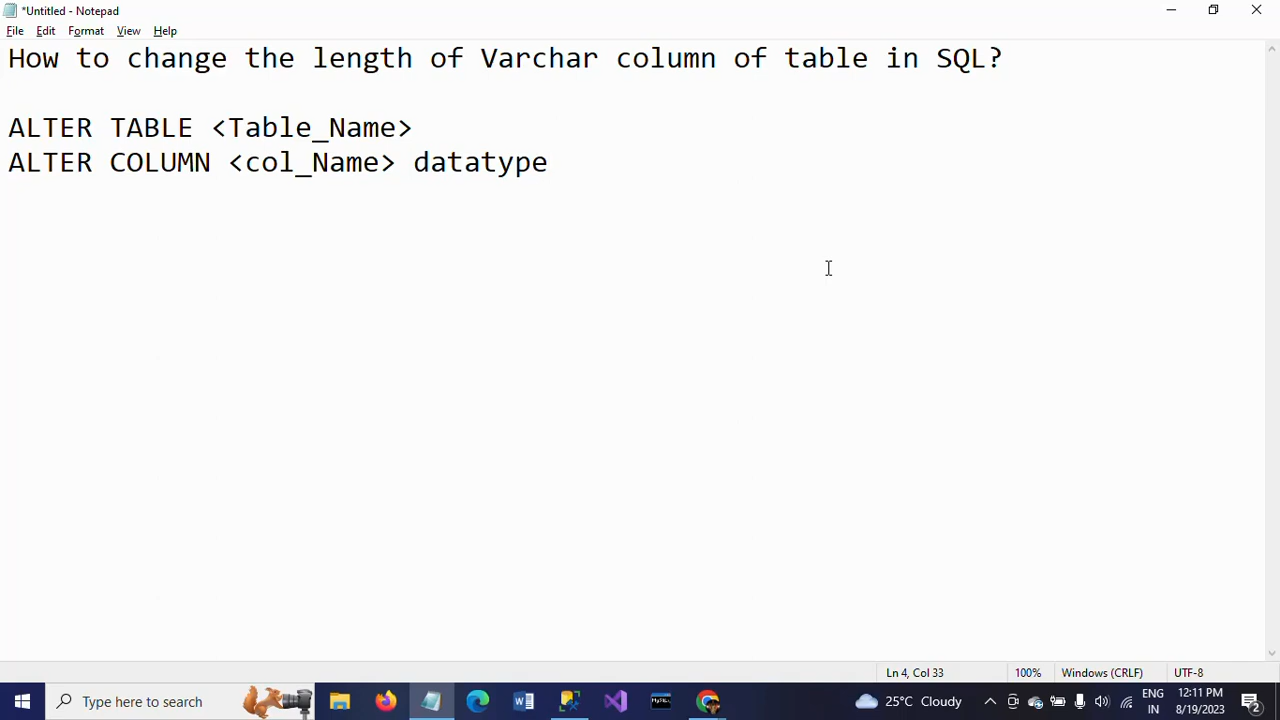 *Untitled - Notepad
File Edit Format View Help
How to change the length of Varchar column of table in SQL?
ALTER TABLE <Table_Name>
ALTER COLUMN <col_Name> datatype
Ln 4, Col 33 100% Windows (CRLF) UTF-8
Type here to search
25°C Cloudy
ENG
IN
12:11 PM
8/19/2023
2